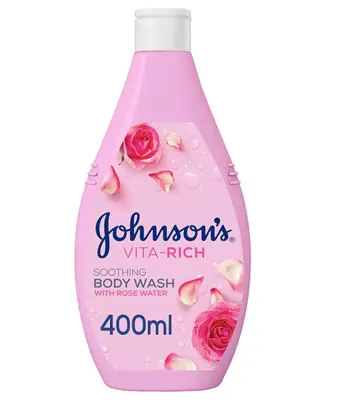 Johnson's®
VITA-RICH
SOOTHING
BODY WASH
WITH ROSE WATER
400ml